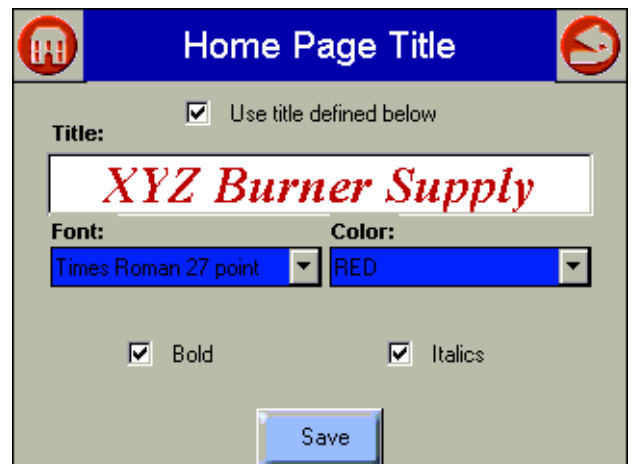 Home Page Title
Use title defined below
Title:
XYZ Burner Supply
Font: Color:
Times Roman 27 point RED
Bold Italics
Save